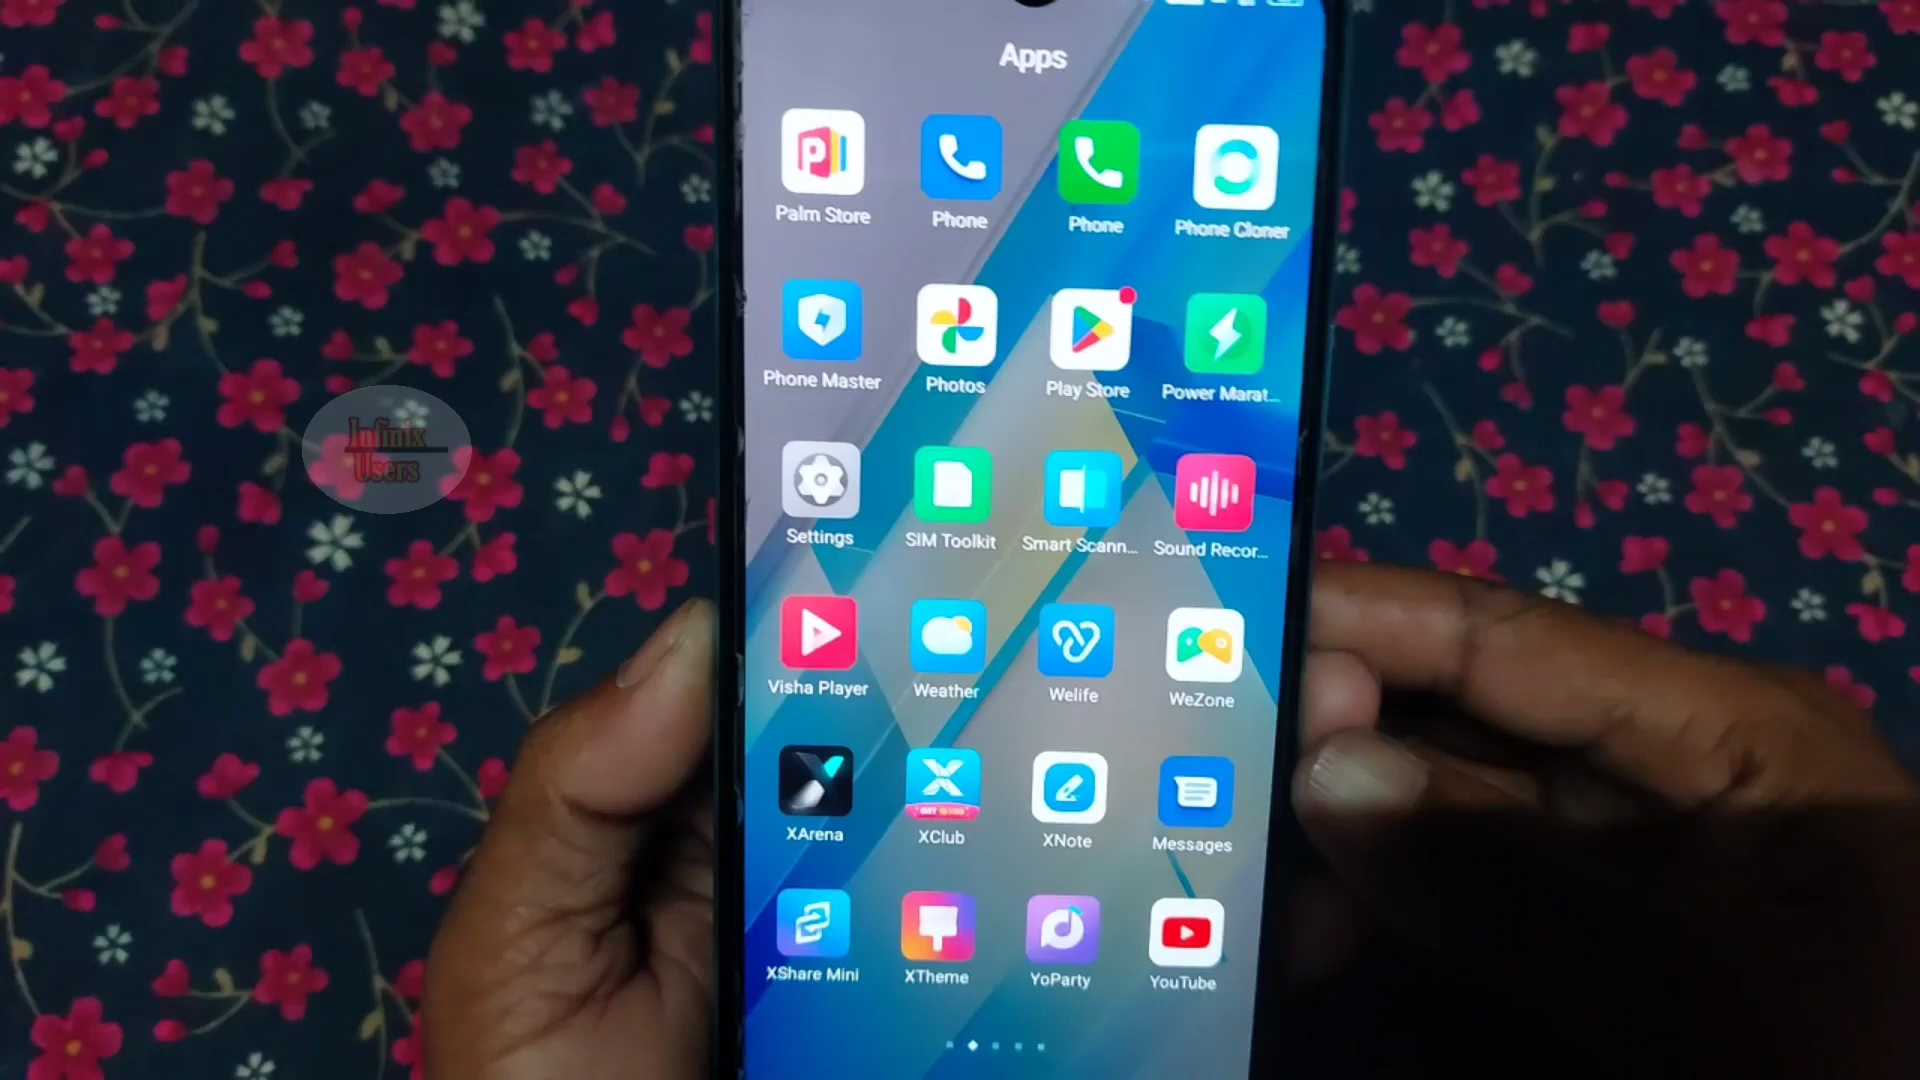 Apps
Palm Store
Phone
Phone
Phone Cloner
Phone Master
Photos
Play Store
Power Marat...
Infinix
Users
Settings
SIM Toolkit
Smart Scann...
Sound Recor...
Visha Player
Weather
Welife
WeZone
XArena
XClub
XNote
Messages
XShare Mini
XTheme
YoParty
YouTube